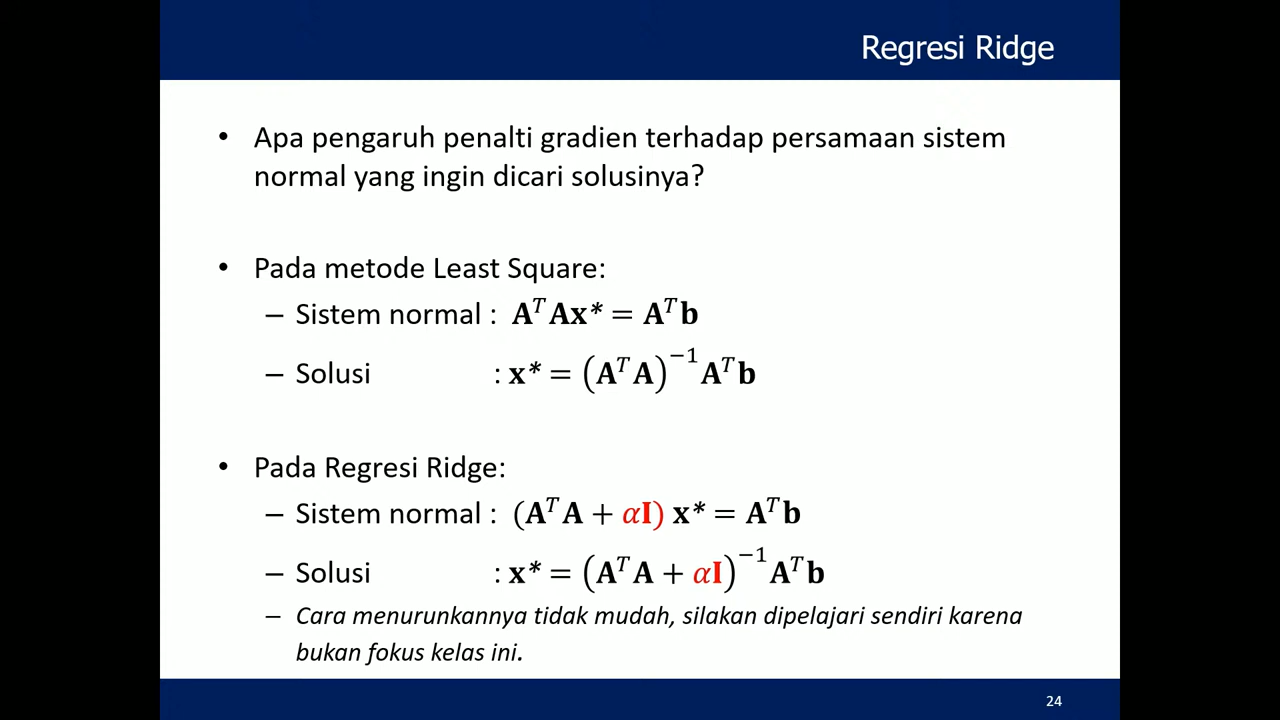 Regresi Ridge
• Apa pengaruh penalti gradien terhadap persamaan sistem
normal yang ingin dicari solusinya?
• Pada metode Least Square:
– Sistem normal : AᵀAx* = Aᵀb
– Solusi : x* = (AᵀA)⁻¹Aᵀb
• Pada Regresi Ridge:
– Sistem normal : (AᵀA + αI) x* = Aᵀb
– Solusi : x* = (AᵀA + αI)⁻¹Aᵀb
– Cara menurunkannya tidak mudah, silakan dipelajari sendiri karena
bukan fokus kelas ini.
24